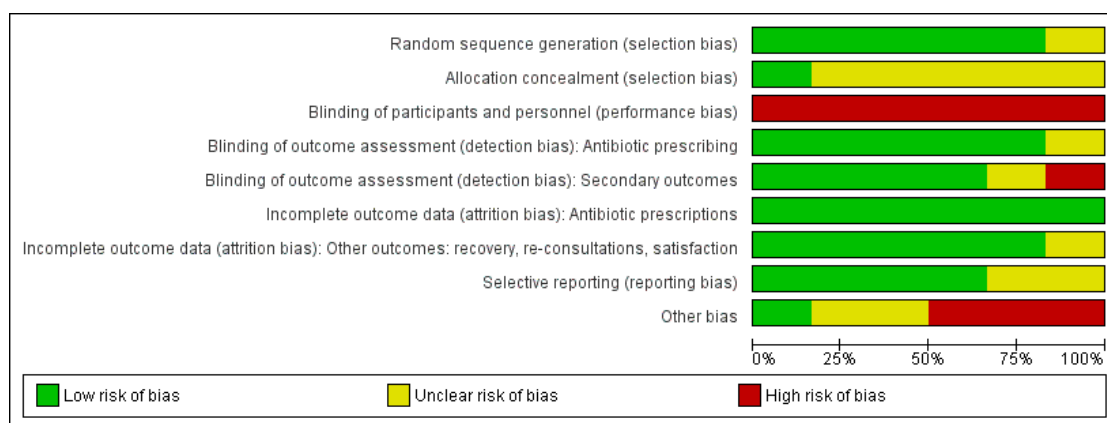 Random sequence generation (selection bias)
Allocation concealment (selection bias)
Blinding of participants and personnel (performance bias)
Blinding of outcome assessment (detection bias): Antibiotic prescribing
Blinding of outcome assessment (detection bias): Secondary outcomes
Incomplete outcome data (attrition bias): Antibiotic prescriptions
Incomplete outcome data (attrition bias): Other outcomes: recovery, re-consultations, satisfaction
Selective reporting (reporting bias)
Other bias
0% 25% 50% 75% 100%
Low risk of bias Unclear risk of bias High risk of bias